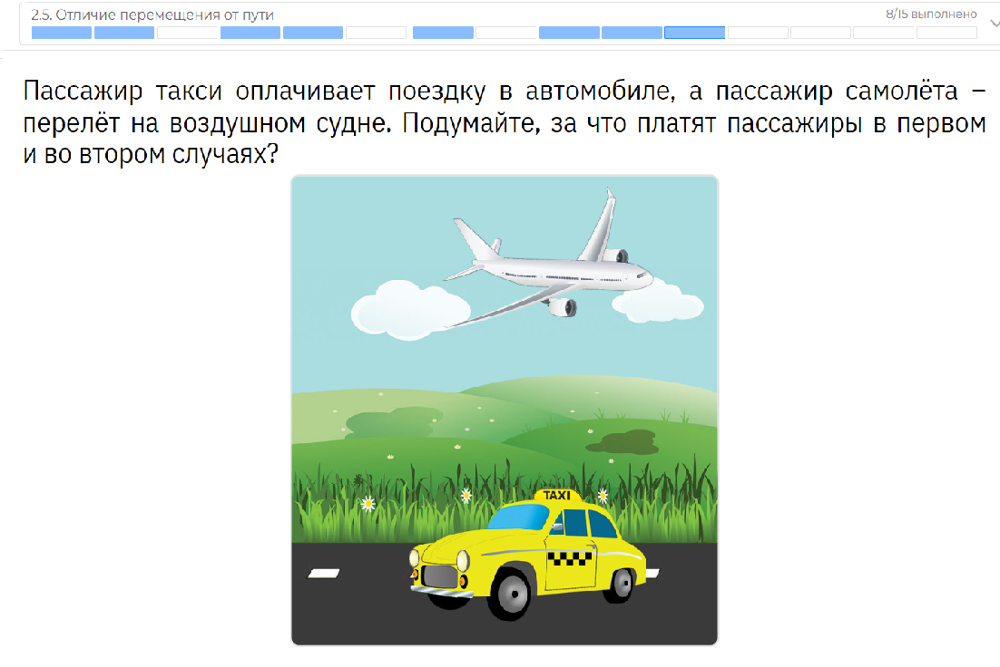 2.5. Отличие перемещения от пути
8/15 выполнено
Пассажир такси оплачивает поездку в автомобиле, а пассажир самолёта –
перелёт на воздушном судне. Подумайте, за что платят пассажиры в первом
и во втором случаях?
TAXI